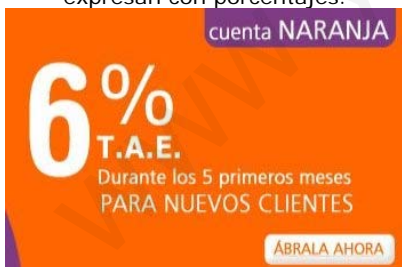 expresan con porcentajes.
cuenta NARANJA
6%
T.A.E.
Durante los 5 primeros meses
PARA NUEVOS CLIENTES
ÁBRALA AHORA